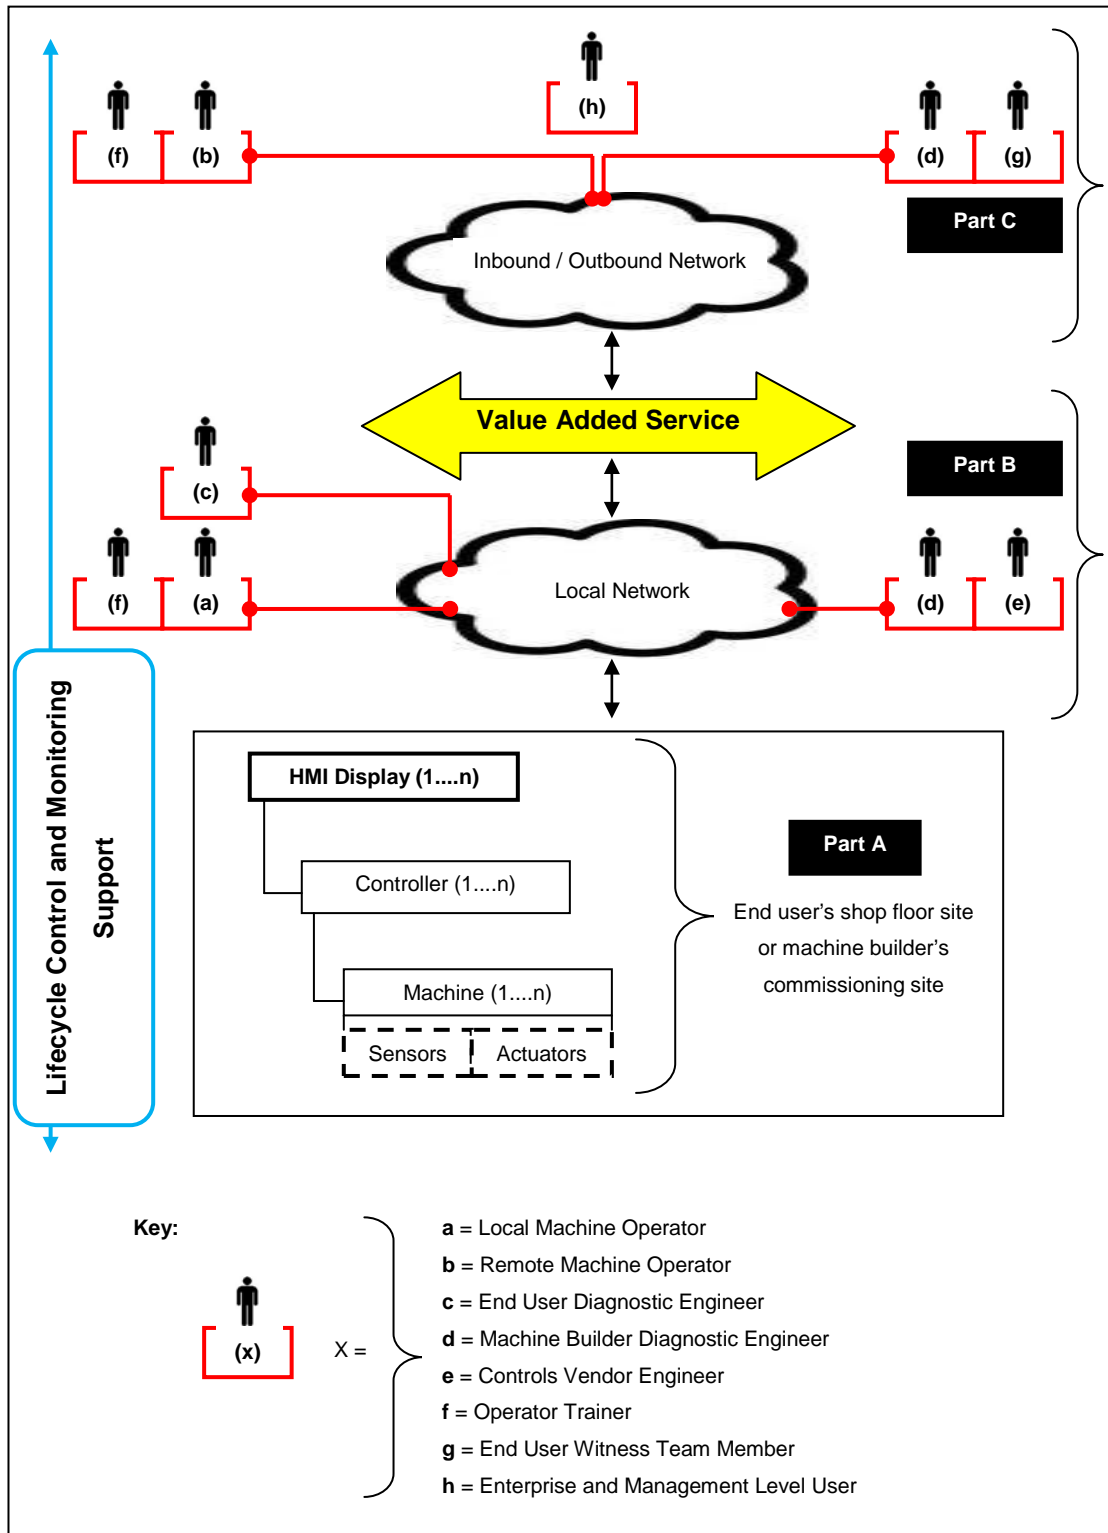 (h)
(f) (b) (d) (g)
Part C
Inbound / Outbound Network
Value Added Service
Part B
(c)
Local Network
(f) (a) (d) (e)
Lifecycle Control and Monitoring
Support
HMI Display (1....n)
Controller (1....n)
Machine (1....n)
Sensors Actuators
Part A
End user’s shop floor site
or machine builder’s
commissioning site
Key:
(x) X =
a = Local Machine Operator
b = Remote Machine Operator
c = End User Diagnostic Engineer
d = Machine Builder Diagnostic Engineer
e = Controls Vendor Engineer
f = Operator Trainer
g = End User Witness Team Member
h = Enterprise and Management Level User